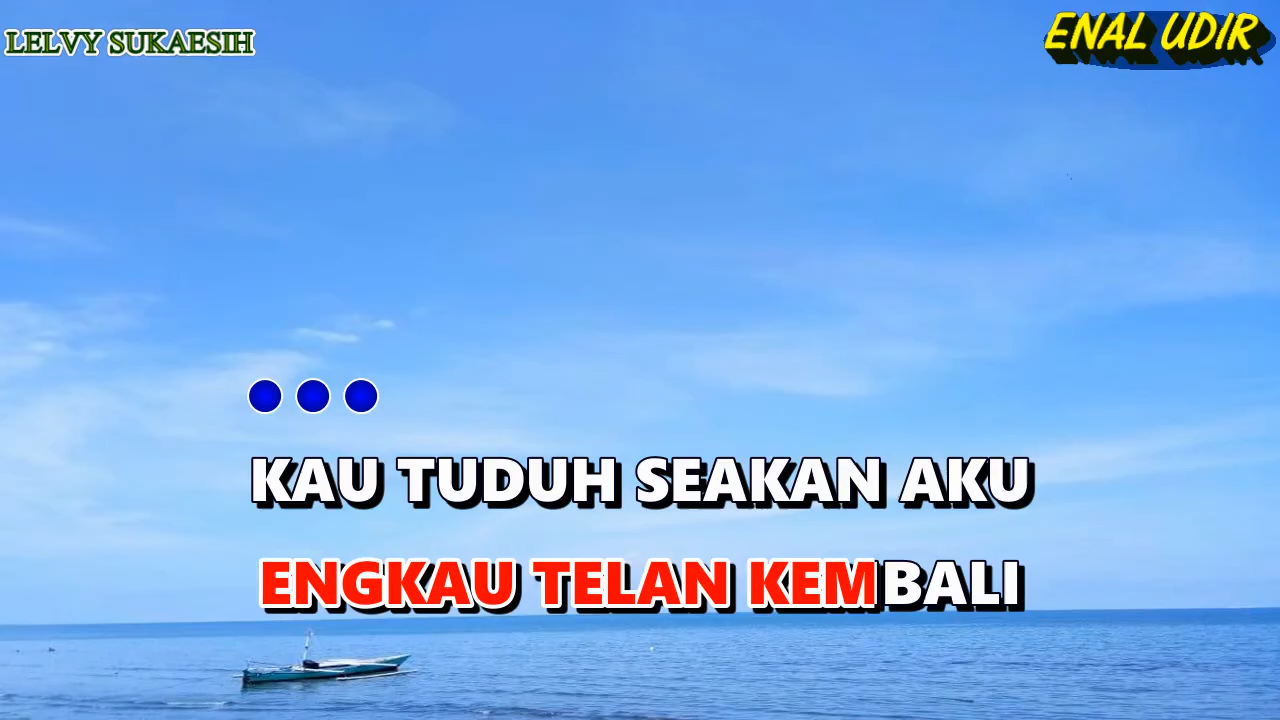 LELVY SUKAESIH
ENAL UDIR
KAU TUDUH SEAKAN AKU
ENGKAU TELAN KEMBALI